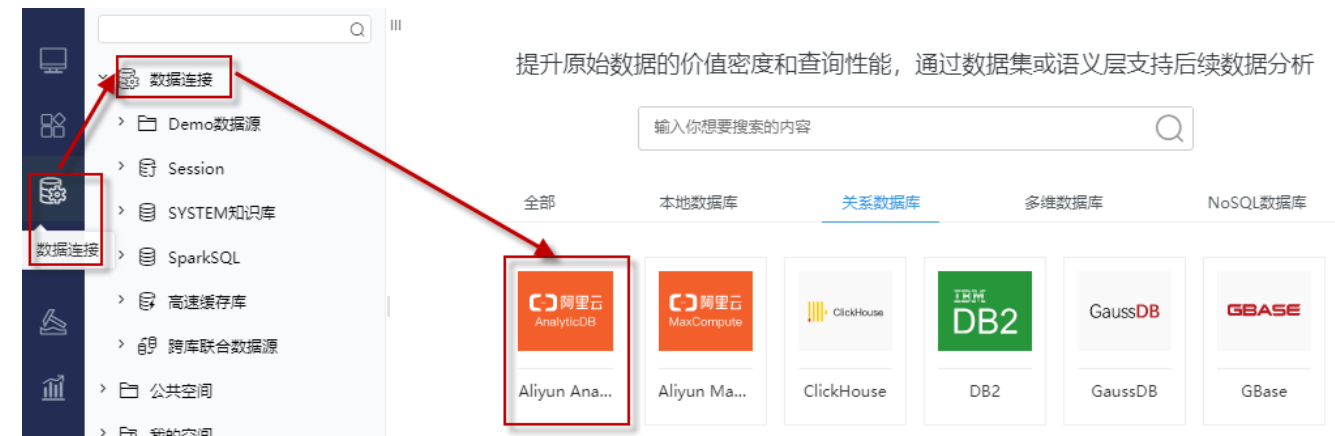 数据连接
Demo数据源
Session
SYSTEM知识库
SparkSQL
高速缓存库
跨库联合数据源
公共空间
我的空间
数据连接
提升原始数据的价值密度和查询性能，通过数据集或语义层支持后续数据分析
输入你想要搜索的内容
全部 本地数据库 关系数据库 多维数据库 NoSQL数据库
阿里云
AnalyticDB
Aliyun Ana...
阿里云
MaxCompute
Aliyun Ma...
ClickHouse
ClickHouse
IBM
DB2
DB2
GaussDB
GaussDB
GBASE
GBase